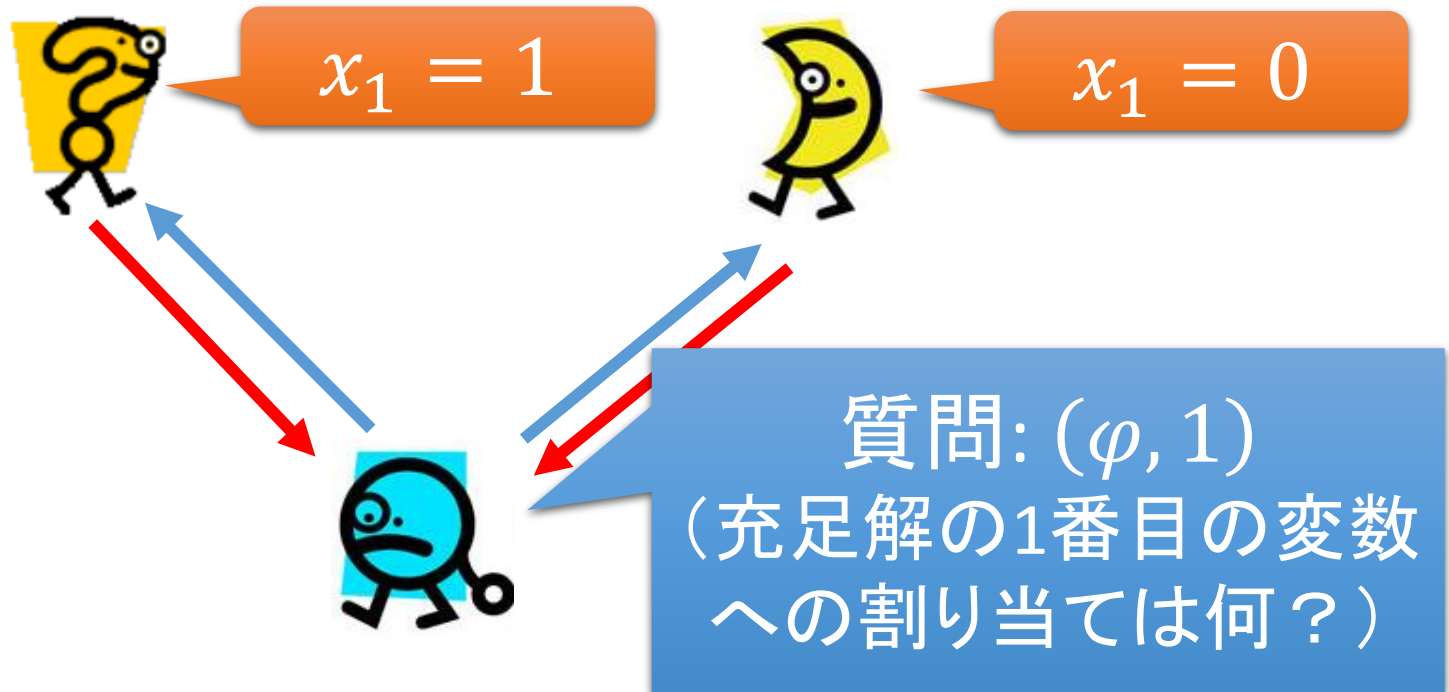 x₁ = 1
x₁ = 0
質問: (φ, 1)
（充足解の1番目の変数
への割り当ては何？）